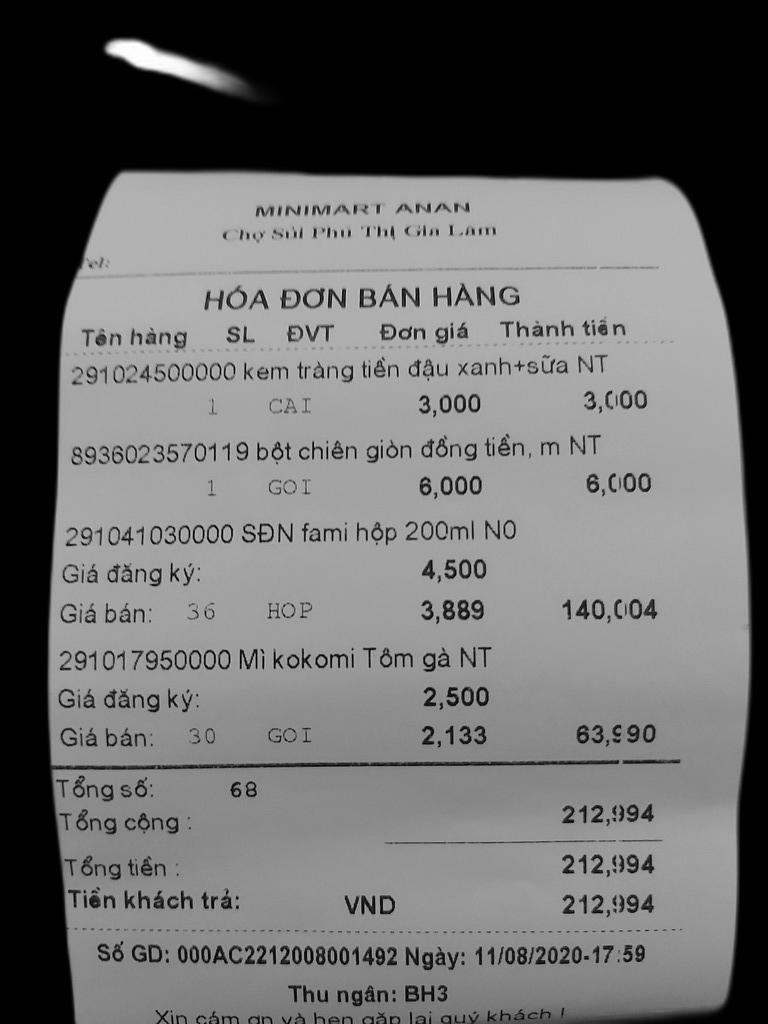 MINIMART ANAN
Chợ Sủi Phú Thị Gia Lâm
Tel:
HÓA ĐƠN BÁN HÀNG
Tên hàng SL ĐVT Đơn giá Thành tiền
291024500000 kem tràng tiền đậu xanh+sữa NT
1 CAI 3,000 3,000
8936023570119 bột chiên giòn đồng tiền, m NT
1 GOI 6,000 6,000
291041030000 SĐN fami hộp 200ml N0
Giá đăng ký: 4,500
Giá bán: 36 HOP 3,889 140,004
291017950000 Mì kokomi Tôm gà NT
Giá đăng ký: 2,500
Giá bán: 30 GOI 2,133 63,990
Tổng số: 68
Tổng cộng : 212,994
Tổng tiền : 212,994
Tiền khách trả: VND 212,994
Số GD: 000AC2212008001492 Ngày: 11/08/2020-17:59
Thu ngân: BH3
Xin cám ơn và hẹn gặp lại quý khách !